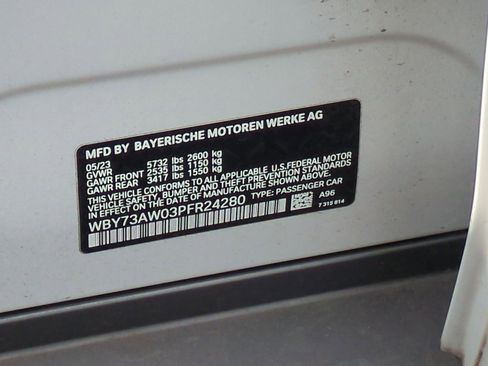 MFD BY BAYERISCHE MOTOREN WERKE AG
05/23
GVWR 5732 lbs 2600 kg
GAWR FRONT 2535 lbs 1150 kg
GAWR REAR 3417 lbs 1550 kg
THIS VEHICLE CONFORMS TO ALL APPLICABLE U.S. FEDERAL MOTOR
VEHICLE SAFETY, BUMPER, AND THEFT PREVENTION STANDARDS
IN EFFECT ON THE DATE OF MANUFACTURE SHOWN ABOVE.
WBY73AW03PFR24280 TYPE: PASSENGER CAR
A96
7 315 614